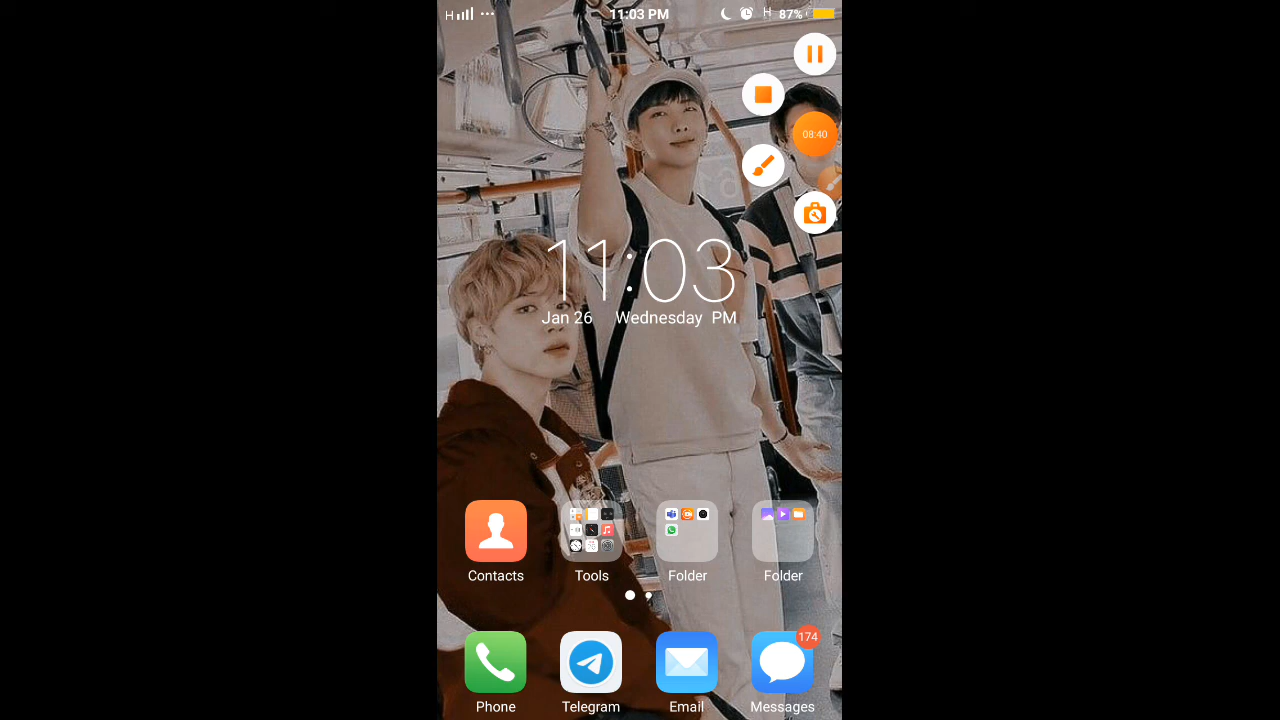 H 11:03 PM H 87%
08:40
11:03
Jan 26 Wednesday PM
Contacts Tools Folder Folder
174
Phone Telegram Email Messages